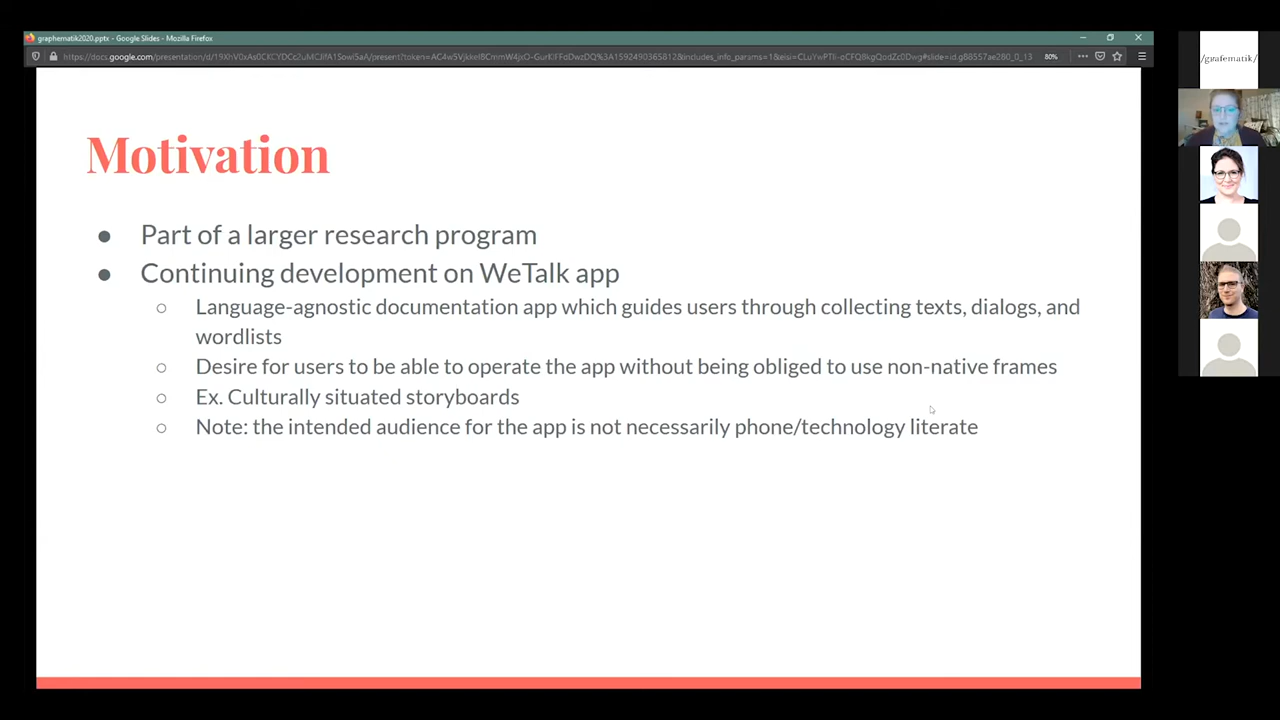 graphematik2020.pptx - Google Slides - Mozilla Firefox
80%
/grafematik/
Motivation
● Part of a larger research program
● Continuing development on WeTalk app
○ Language-agnostic documentation app which guides users through collecting texts, dialogs, and
wordlists
○ Desire for users to be able to operate the app without being obliged to use non-native frames
○ Ex. Culturally situated storyboards
○ Note: the intended audience for the app is not necessarily phone/technology literate